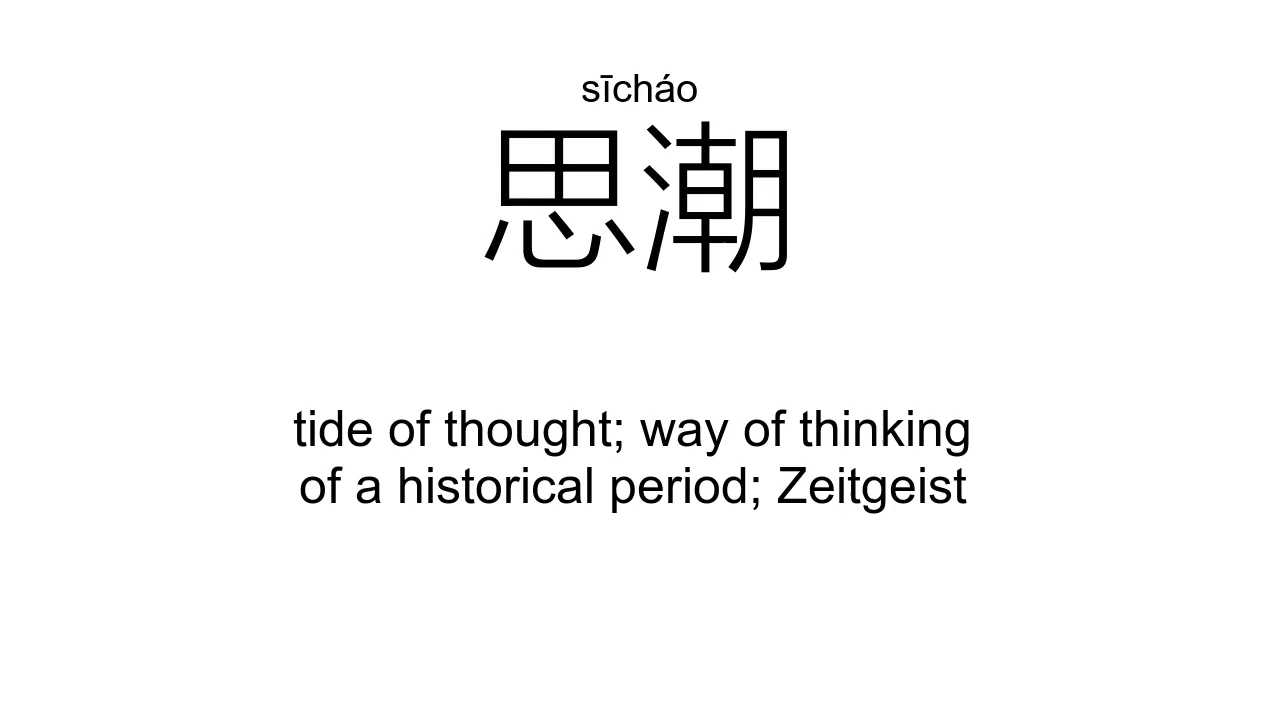 sīcháo
思潮
tide of thought; way of thinking
of a historical period; Zeitgeist